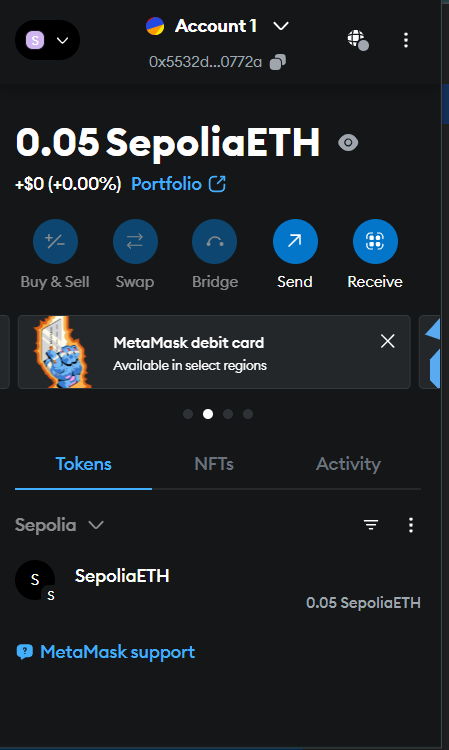 S
Account 1
0x5532d...0772a
0.05 SepoliaETH
+$0 (+0.00%) Portfolio
Buy & Sell Swap Bridge Send Receive
MetaMask debit card
Available in select regions
Tokens NFTs Activity
Sepolia
S
S
SepoliaETH
0.05 SepoliaETH
MetaMask support